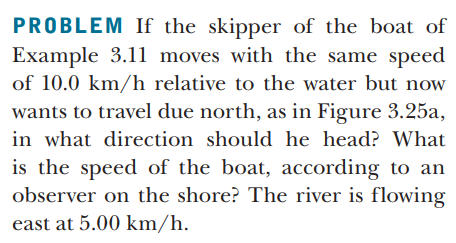 PROBLEM If the skipper of the boat of
Example 3.11 moves with the same speed
of 10.0 km/h relative to the water but now
wants to travel due north, as in Figure 3.25a,
in what direction should he head? What
is the speed of the boat, according to an
observer on the shore? The river is flowing
east at 5.00 km/h.